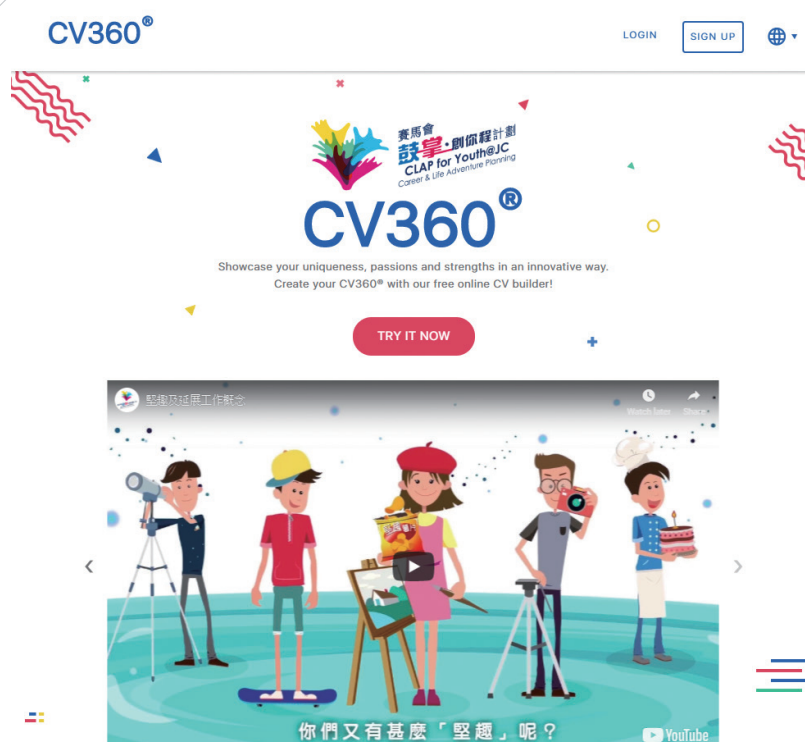 CV360®
LOGIN
SIGN UP
賽馬會
鼓掌・創你程計劃
CLAP for Youth@JC
Career & Life Adventure Planning
CV360®
Showcase your uniqueness, passions and strengths in an innovative way.
Create your CV360® with our free online CV builder!
TRY IT NOW
堅趣及延展工作概念
Watch later
Share
你們又有甚麼「堅趣」呢？
YouTube